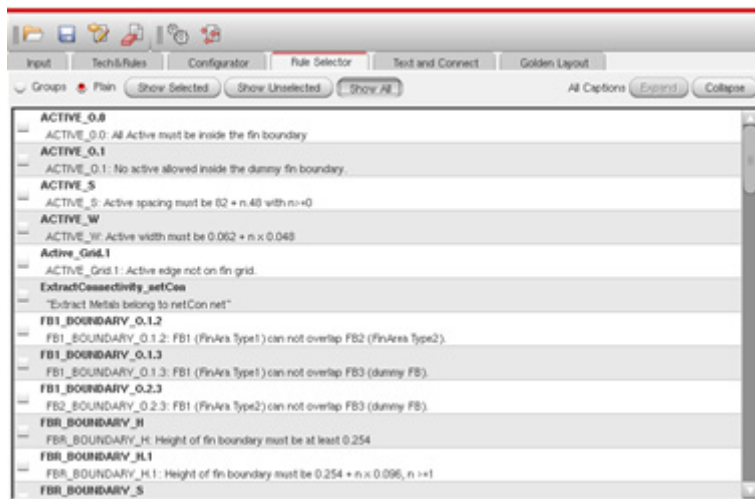 Input Tech&Rules Configurator Rule Selector Text and Connect Golden Layout
Groups Plain Show Selected Show Unselected Show All All Captions Expand Collapse
ACTIVE_0.0
ACTIVE_0.0: All Active must be inside the fin boundary
ACTIVE_0.1
ACTIVE_0.1: No active allowed inside the dummy fin boundary.
ACTIVE_S
ACTIVE_S: Active spacing must be 82 + n.48 with n>=0
ACTIVE_W
ACTIVE_W: Active width must be 0.062 + n x 0.048
Active_Grid.1
ACTIVE_Grid.1: Active edge not on fin grid.
ExtractConnectivity_netCon
"Extract Metals belong to netCon net"
FB1_BOUNDARY_O.1.2
FB1_BOUNDARY_O.1.2: FB1 (FinAra Type1) can not overlap FB2 (FinArea Type2).
FB1_BOUNDARY_O.1.3
FB1_BOUNDARY_O.1.3: FB1 (FinAra Type1) can not overlap FB3 (dummy FB).
FB1_BOUNDARY_O.2.3
FB2_BOUNDARY_O.2.3: FB1 (FinAra Type2) can not overlap FB3 (dummy FB).
FBR_BOUNDARY_H
FBR_BOUNDARY_H: Height of fin boundary must be at least 0.254
FBR_BOUNDARY_H.1
FBR_BOUNDARY_H.1: Height of fin boundary must be 0.254 + n x 0.096, n >=1
FBR_BOUNDARY_S